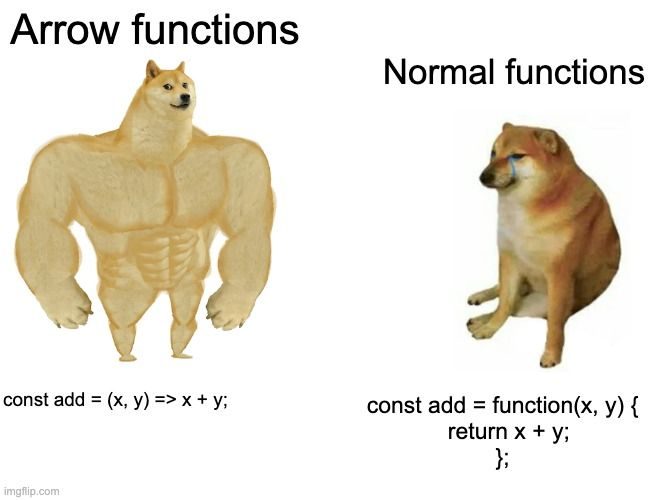 Arrow functions
Normal functions
const add = (x, y) => x + y;
const add = function(x, y) {
return x + y;
};
imgflip.com